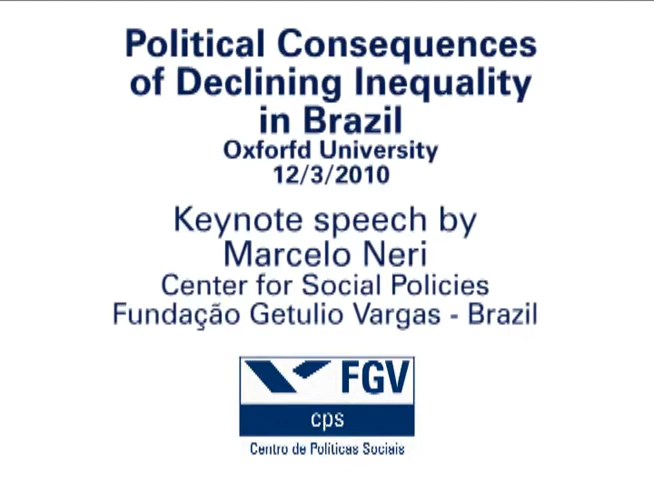 Political Consequences
of Declining Inequality
in Brazil
Oxforfd University
12/3/2010
Keynote speech by
Marcelo Neri
Center for Social Policies
Fundação Getulio Vargas - Brazil
FGV
cps
Centro de Políticas Sociais